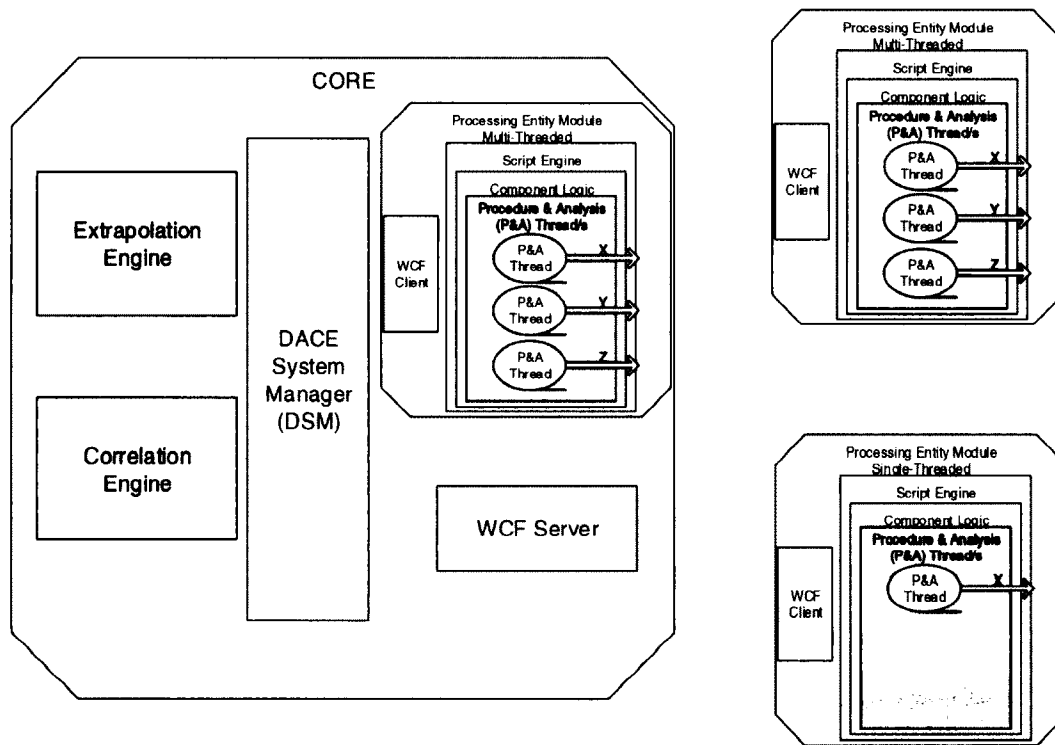 CORE
Extrapolation
Engine
Correlation
Engine
DACE
System
Manager
(DSM)
Processing Entity Module
Multi-Threaded
Script Engine
Component Logic
Procedure & Analysis
(P&A) Thread/s
WCF
Client
P&A
Thread
X
P&A
Thread
Y
P&A
Thread
Z
WCF Server
Processing Entity Module
Multi-Threaded
Script Engine
Component Logic
Procedure & Analysis
(P&A) Thread/s
WCF
Client
P&A
Thread
X
P&A
Thread
Y
P&A
Thread
Z
Processing Entity Module
Single-Threaded
Script Engine
Component Logic
Procedure & Analysis
(P&A) Thread/s
WCF
Client
P&A
Thread
X